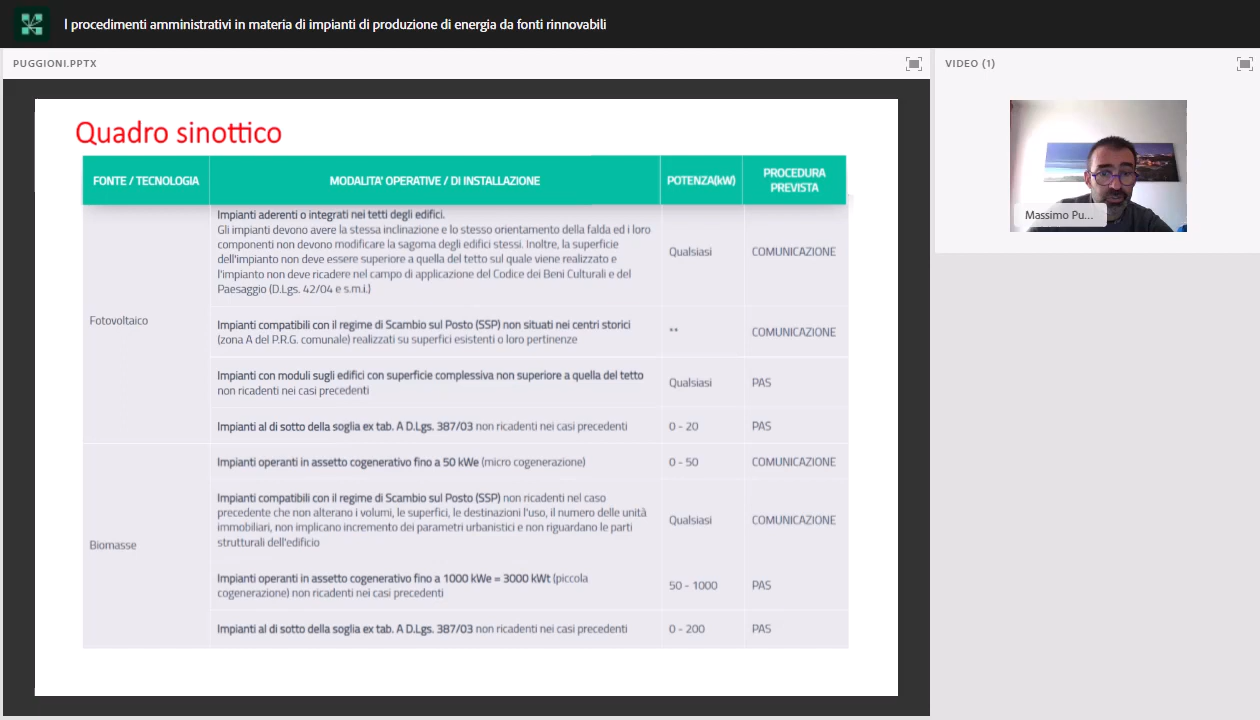 I procedimenti amministrativi in materia di impianti di produzione di energia da fonti rinnovabili
PUGGIONI.PPTX
VIDEO (1)
Massimo Pu...
Quadro sinottico
FONTE / TECNOLOGIA
MODALITA' OPERATIVE / DI INSTALLAZIONE
POTENZA(kW)
PROCEDURA
PREVISTA
Fotovoltaico
Impianti aderenti o integrati nei tetti degli edifici.
Gli impianti devono avere la stessa inclinazione e lo stesso orientamento della falda ed i loro
componenti non devono modificare la sagoma degli edifici stessi. Inoltre, la superficie
dell'impianto non deve essere superiore a quella del tetto sul quale viene realizzato e
l'impianto non deve ricadere nel campo di applicazione del Codice dei Beni Culturali e del
Paesaggio (D.Lgs. 42/04 e s.m.i.)
Qualsiasi
COMUNICAZIONE
Impianti compatibili con il regime di Scambio sul Posto (SSP) non situati nei centri storici
(zona A del P.R.G. comunale) realizzati su superfici esistenti o loro pertinenze
**
COMUNICAZIONE
Impianti con moduli sugli edifici con superficie complessiva non superiore a quella del tetto
non ricadenti nei casi precedenti
Qualsiasi
PAS
Impianti al di sotto della soglia ex tab. A D.Lgs. 387/03 non ricadenti nei casi precedenti
0 - 20
PAS
Biomasse
Impianti operanti in assetto cogenerativo fino a 50 kWe (micro cogenerazione)
0 - 50
COMUNICAZIONE
Impianti compatibili con il regime di Scambio sul Posto (SSP) non ricadenti nel caso
precedente che non alterano i volumi, le superfici, le destinazioni l'uso, il numero delle unità
immobiliari, non implicano incremento dei parametri urbanistici e non riguardano le parti
strutturali dell'edificio
Qualsiasi
COMUNICAZIONE
Impianti operanti in assetto cogenerativo fino a 1000 kWe = 3000 kWt (piccola
cogenerazione) non ricadenti nei casi precedenti
50 - 1000
PAS
Impianti al di sotto della soglia ex tab. A D.Lgs. 387/03 non ricadenti nei casi precedenti
0 - 200
PAS